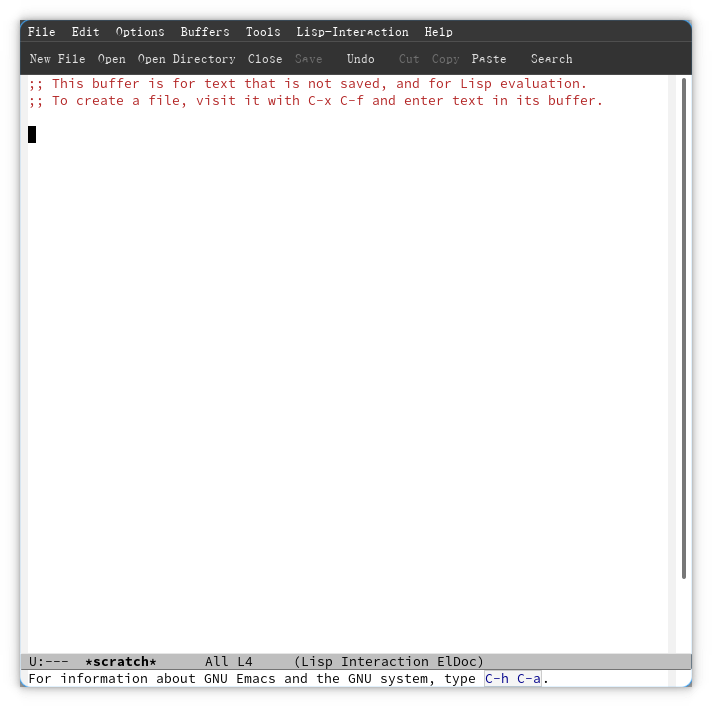 File Edit Options Buffers Tools Lisp-Interaction Help
New File Open Open Directory Close Save Undo Cut Copy Paste Search
;; This buffer is for text that is not saved, and for Lisp evaluation.
;; To create a file, visit it with C-x C-f and enter text in its buffer.
U:--- *scratch* All L4 (Lisp Interaction ElDoc)
For information about GNU Emacs and the GNU system, type C-h C-a.